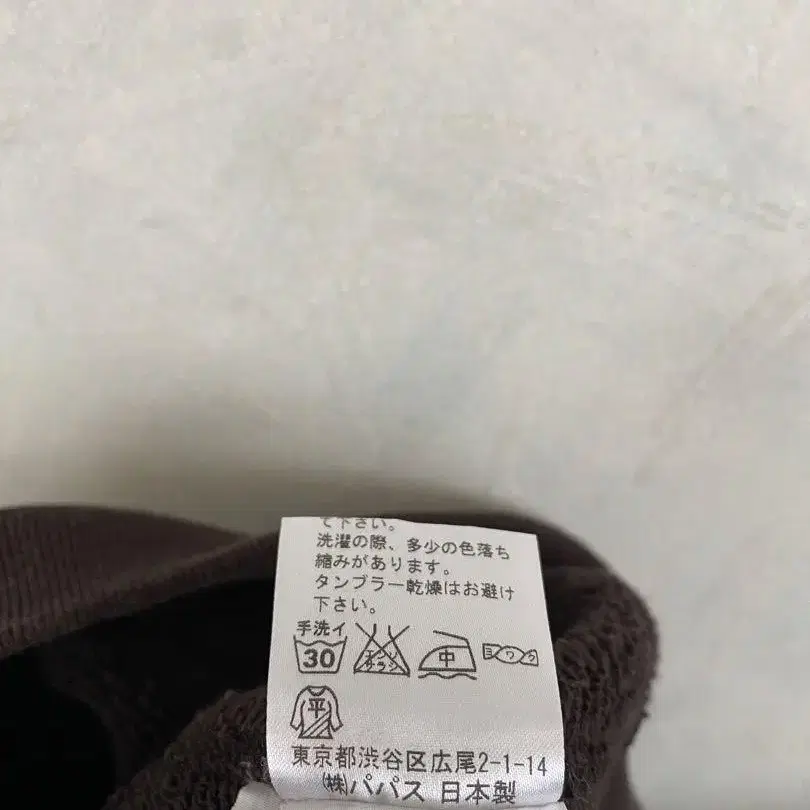 て下さい。
洗濯の際、多少の色落ち
縮みがあります。
タンブラー乾燥はお避け
下さい。
手洗イ
30 エンソサラシ 中 ヨワク
平
東京都渋谷区広尾2-1-14
㈱パパス 日本製